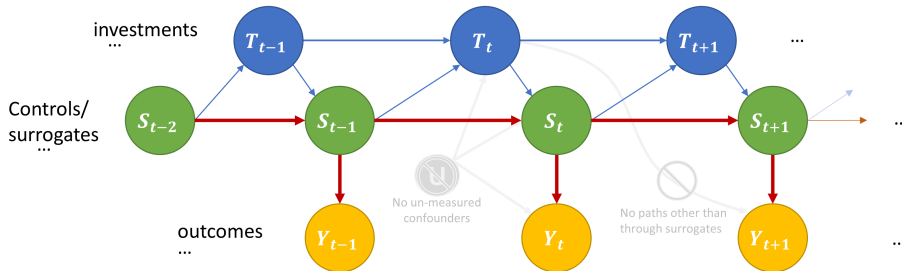 investments
...
T_{t-1}
T_t
T_{t+1}
...
Controls/
surrogates
...
S_{t-2}
S_{t-1}
S_t
S_{t+1}
..
U
No un-measured
confounders
No paths other than
through surrogates
outcomes
...
Y_{t-1}
Y_t
Y_{t+1}
..